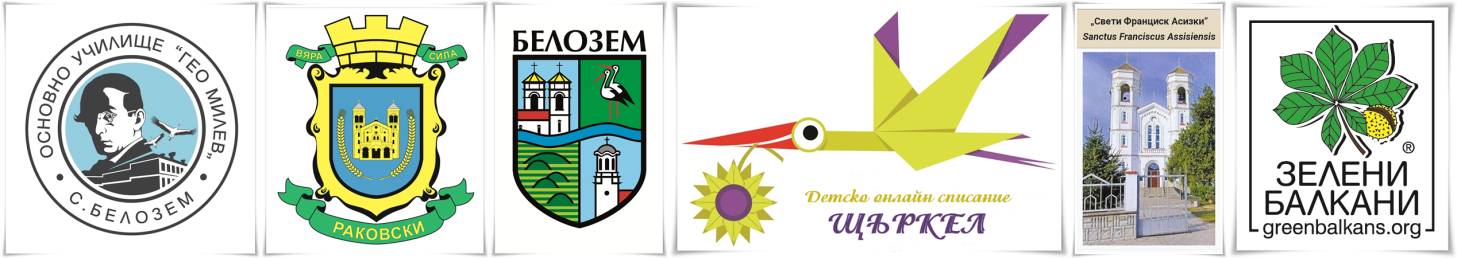 ОСНОВНО УЧИЛИЩЕ "ГЕО МИЛЕВ„
• С. БЕЛОЗЕМ •
ВЯРА
СИЛА
РАКОВСКИ
БЕЛОЗЕМ
Детско онлайн списание
ЩЪРКЕЛ
„Свети Франциск Асизки“
Sanctus Franciscus Assisiensis
®
ЗЕЛЕНИ
БАЛКАНИ
greenbalkans.org